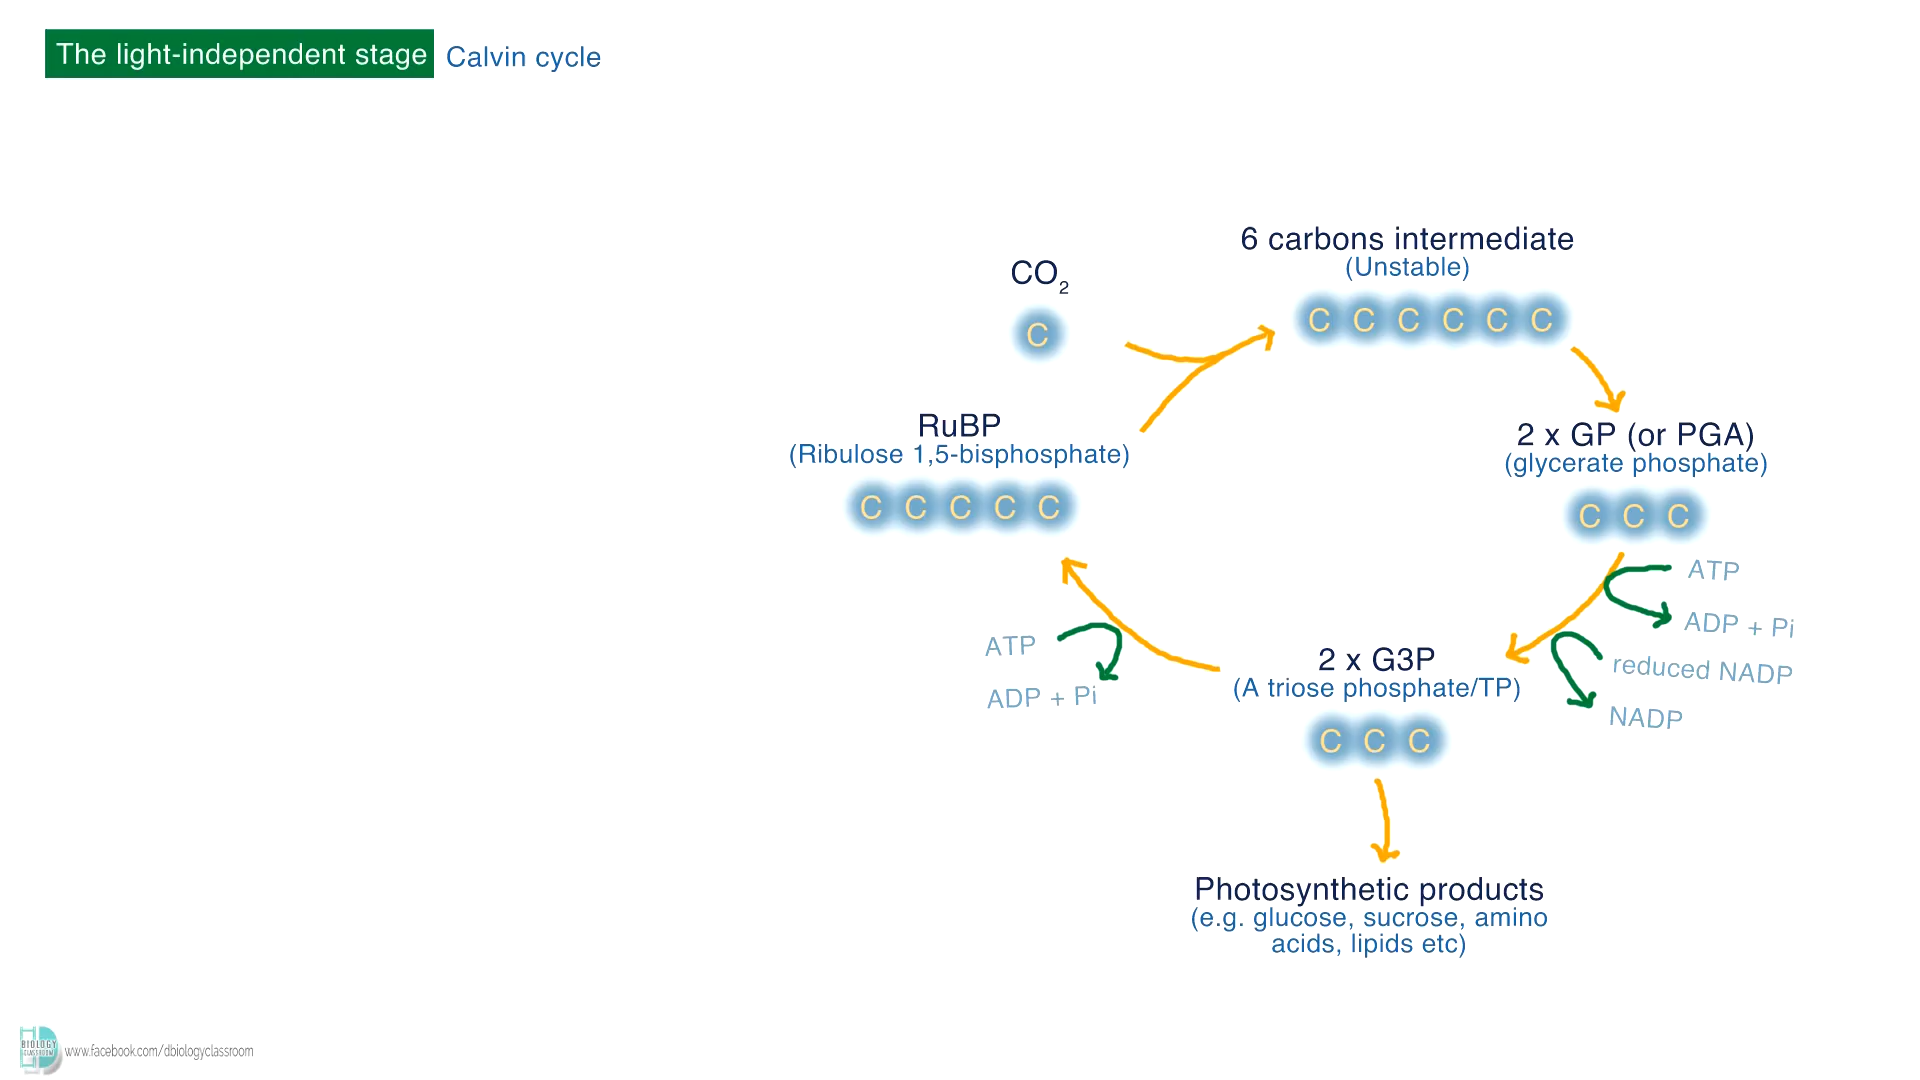 The light-independent stage Calvin cycle
6 carbons intermediate
(Unstable)
C C C C C C
CO₂
C
RuBP
(Ribulose 1,5-bisphosphate)
C C C C C
2 x GP (or PGA)
(glycerate phosphate)
C C C
ATP
ADP + Pi
reduced NADP
NADP
2 x G3P
(A triose phosphate/TP)
C C C
ATP
ADP + Pi
Photosynthetic products
(e.g. glucose, sucrose, amino
acids, lipids etc)
BIOLOGY
CLASSROOM
www.facebook.com/dbiologyclassroom